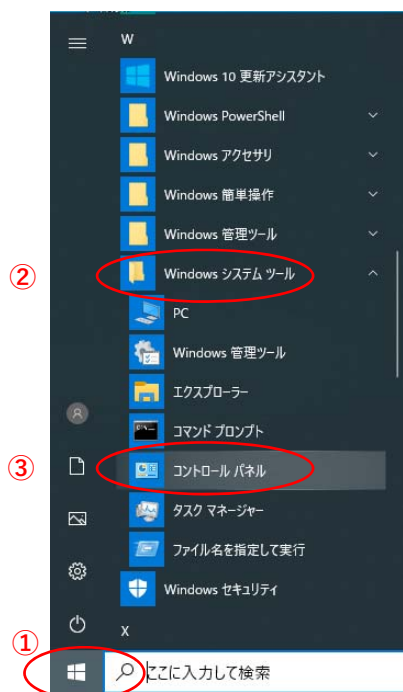 W
Windows 10 更新アシスタント
Windows PowerShell
Windows アクセサリ
Windows 簡単操作
Windows 管理ツール
② Windows システム ツール
PC
Windows 管理ツール
エクスプローラー
コマンド プロンプト
③ コントロール パネル
タスク マネージャー
ファイル名を指定して実行
Windows セキュリティ
X
①
ここに入力して検索